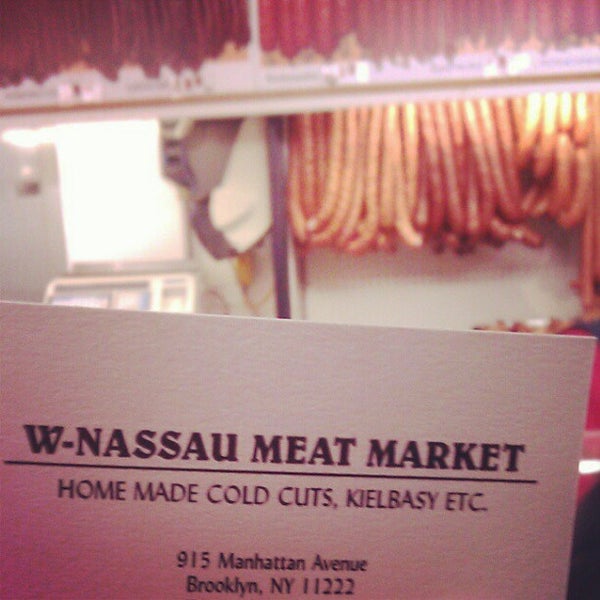 W-NASSAU MEAT MARKET
HOME MADE COLD CUTS, KIELBASY ETC.
915 Manhattan Avenue
Brooklyn, NY 11222